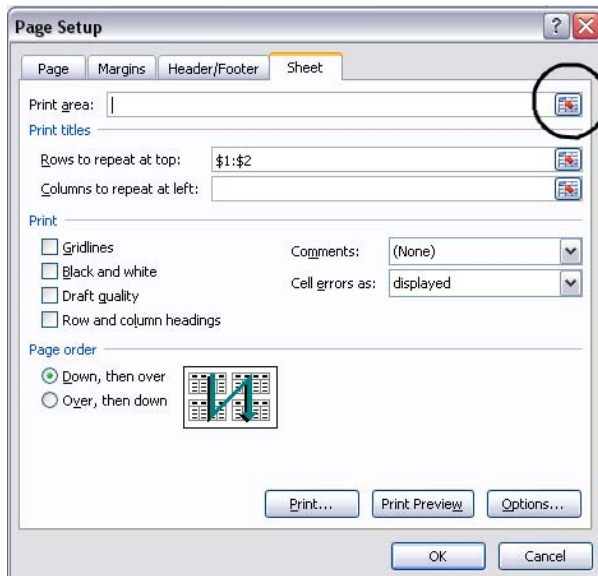 Page Setup
Page Margins Header/Footer Sheet
Print area:
Print titles
Rows to repeat at top: $1:$2
Columns to repeat at left:
Print
Gridlines
Black and white
Draft quality
Row and column headings
Comments: (None)
Cell errors as: displayed
Page order
Down, then over
Over, then down
Print... Print Preview Options...
OK Cancel